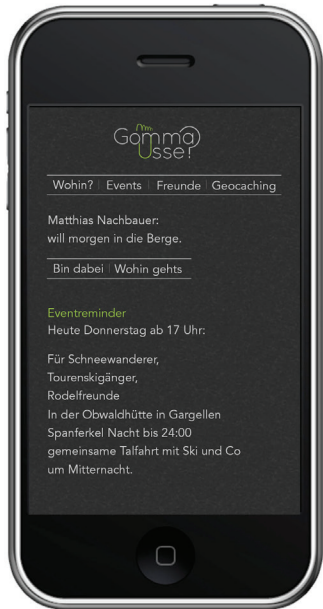 Gomma
Usse?
Wohin? | Events | Freunde | Geocaching
Matthias Nachbauer:
will morgen in die Berge.
Bin dabei | Wohin gehts
Eventreminder
Heute Donnerstag ab 17 Uhr:
Für Schneewanderer,
Tourenskigänger,
Rodelfreunde
In der Obwaldhütte in Gargellen
Spanferkel Nacht bis 24:00
gemeinsame Talfahrt mit Ski und Co
um Mitternacht.